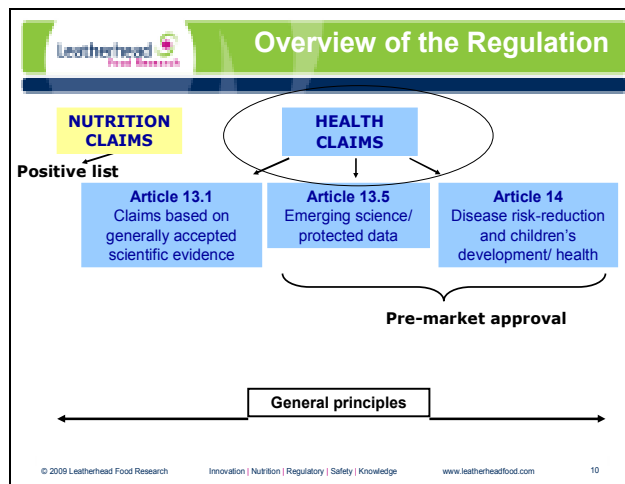 Leatherhead
Food Research
Overview of the Regulation
NUTRITION
CLAIMS
HEALTH
CLAIMS
Positive list
Article 13.1
Claims based on
generally accepted
scientific evidence
Article 13.5
Emerging science/
protected data
Article 14
Disease risk-reduction
and children's
development/ health
Pre-market approval
General principles
© 2009 Leatherhead Food Research Innovation | Nutrition | Regulatory | Safety | Knowledge www.leatherheadfood.com 10